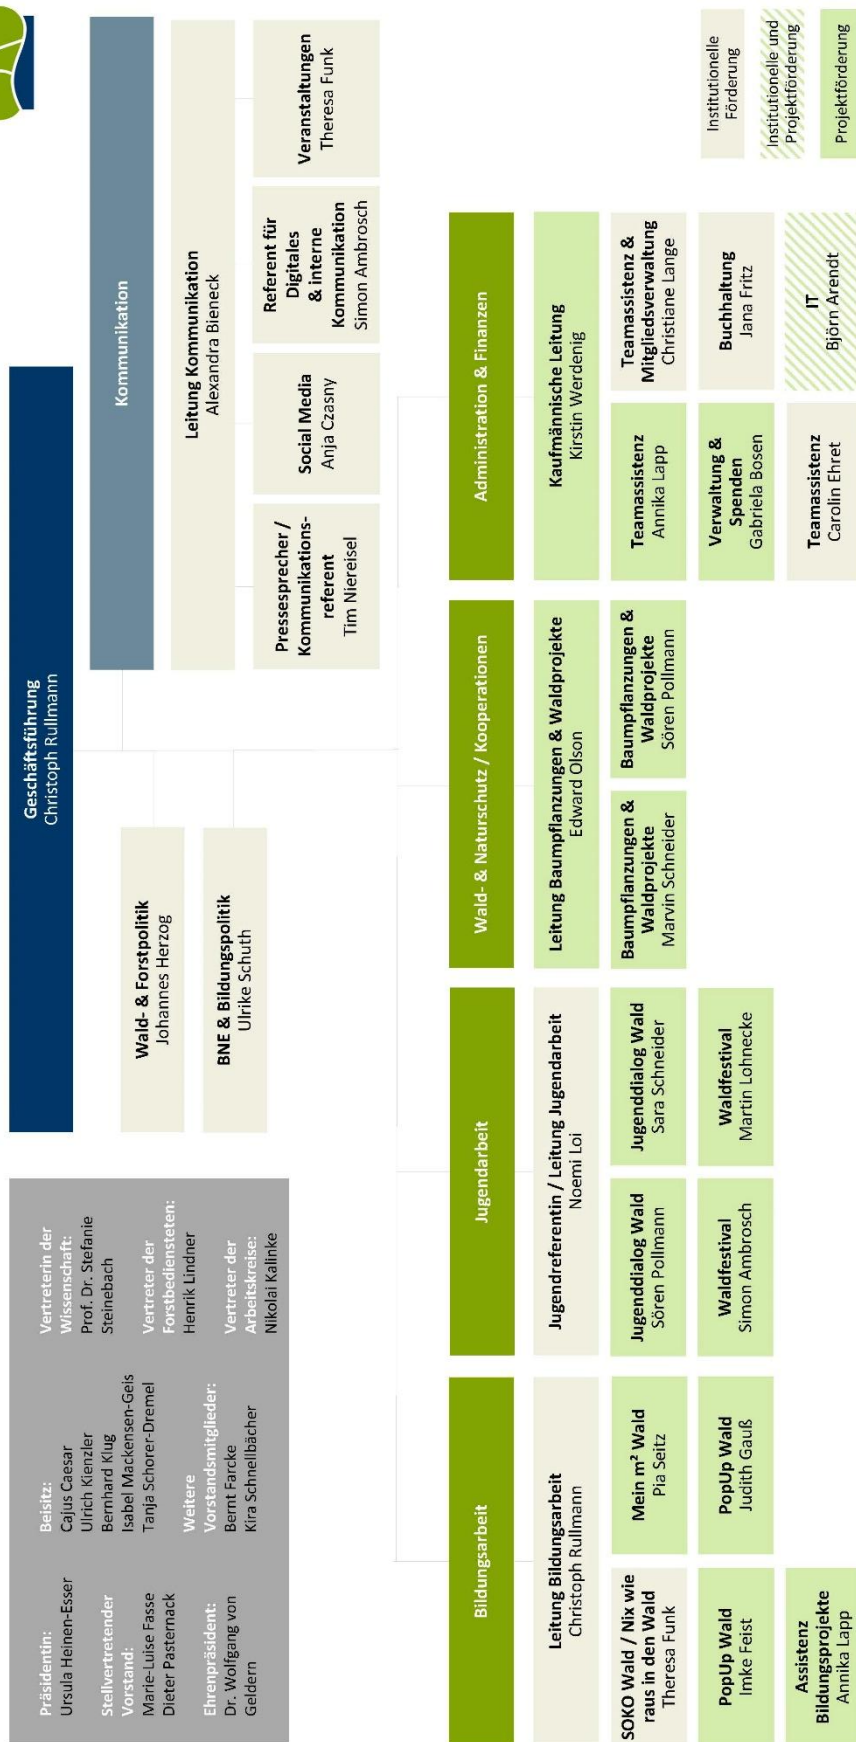 Präsidentin:
Ursula Heinen-Esser
Stellvertretender
Vorstand:
Marie-Luise Fasse
Dieter Pasternack
Ehrenpräsident:
Dr. Wolfgang von
Geldern
Beisitz:
Cajus Caesar
Ulrich Kienzler
Bernhard Klug
Isabel Mackensen-Geis
Tanja Schorer-Dremel
Weitere
Vorstandsmitglieder:
Bernt Farcke
Kira Schnellbächer
Vertreterin der
Wissenschaft:
Prof. Dr. Stefanie
Steinebach
Vertreter der
Forstbediensteten:
Henrik Lindner
Vertreter der
Arbeitskreise:
Nikolai Kalinke
Geschäftsführung
Christoph Rullmann
Wald- & Forstpolitik
Johannes Herzog
BNE & Bildungspolitik
Ulrike Schuth
Kommunikation
Leitung Kommunikation
Alexandra Bieneck
Pressesprecher /
Kommunikations-
referent
Tim Niereisel
Social Media
Anja Czasny
Referent für
Digitales
& interne
Kommunikation
Simon Ambrosch
Veranstaltungen
Theresa Funk
Bildungsarbeit
Leitung Bildungsarbeit
Christoph Rullmann
SOKO Wald / Nix wie
raus in den Wald
Theresa Funk
Mein m² Wald
Pia Seitz
PopUp Wald
Imke Feist
PopUp Wald
Judith Gauß
Assistenz
Bildungsprojekte
Annika Lapp
Jugendarbeit
Jugendreferentin / Leitung Jugendarbeit
Noemi Loi
Jugenddialog Wald
Sören Pollmann
Jugenddialog Wald
Sara Schneider
Waldfestival
Simon Ambrosch
Waldfestival
Martin Lohnecke
Wald- & Naturschutz / Kooperationen
Leitung Baumpflanzungen & Waldprojekte
Edward Olson
Baumpflanzungen &
Waldprojekte
Marvin Schneider
Baumpflanzungen &
Waldprojekte
Sören Pollmann
Administration & Finanzen
Kaufmännische Leitung
Kirstin Werdenig
Teamassistenz
Annika Lapp
Teamassistenz &
Mitgliedsverwaltung
Christiane Lange
Verwaltung &
Spenden
Gabriela Bosen
Buchhaltung
Jana Fritz
Teamassistenz
Carolin Ehret
IT
Björn Arendt
Institutionelle
Förderung
Institutionelle und
Projektförderung
Projektförderung